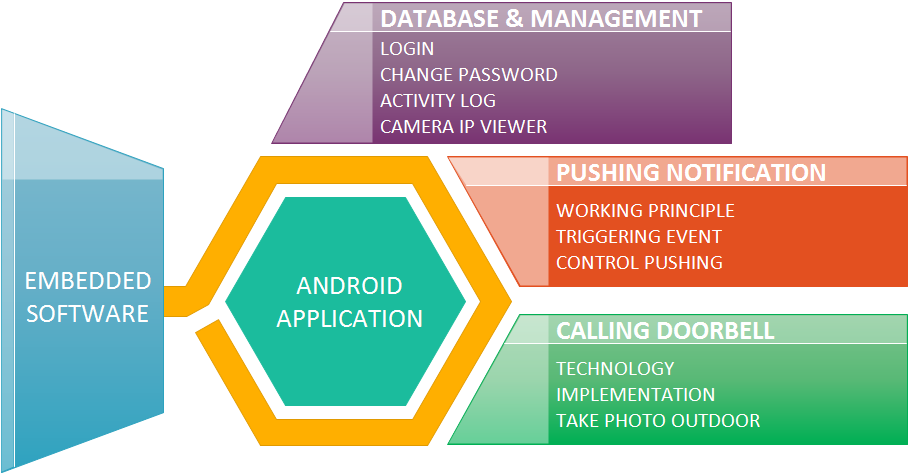 DATABASE & MANAGEMENT
LOGIN
CHANGE PASSWORD
ACTIVITY LOG
CAMERA IP VIEWER
EMBEDDED
SOFTWARE
ANDROID
APPLICATION
PUSHING NOTIFICATION
WORKING PRINCIPLE
TRIGGERING EVENT
CONTROL PUSHING
CALLING DOORBELL
TECHNOLOGY
IMPLEMENTATION
TAKE PHOTO OUTDOOR